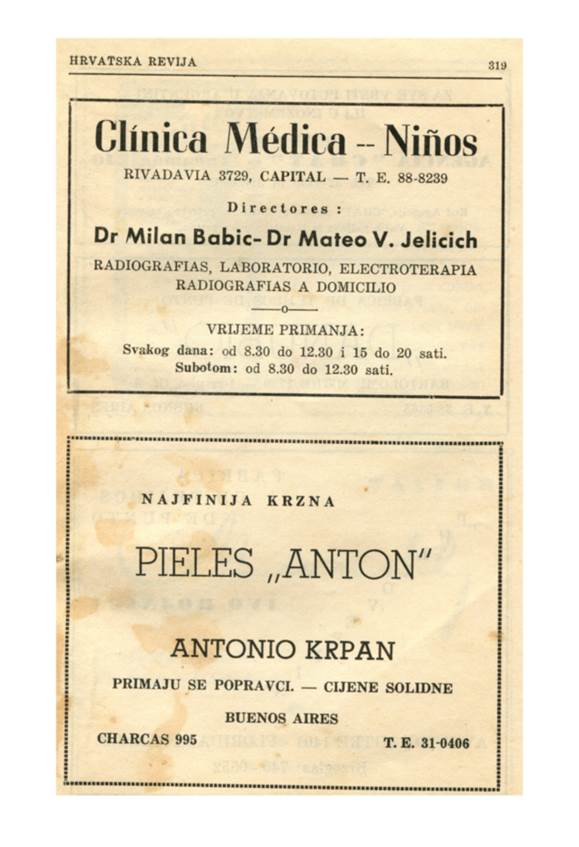 HRVATSKA REVIJA 319
Clínica Médica -- Niños
RIVADAVIA 3729, CAPITAL — T. E. 88-8239
Directores :
Dr Milan Babic - Dr Mateo V. Jelicich
RADIOGRAFIAS, LABORATORIO, ELECTROTERAPIA
RADIOGRAFIAS A DOMICILIO
VRIJEME PRIMANJA:
Svakog dana: od 8.30 do 12.30 i 15 do 20 sati.
Subotom: od 8.30 do 12.30 sati.
NAJFINIJA KRZNA
PIELES „ANTON“
ANTONIO KRPAN
PRIMAJU SE POPRAVCI. — CIJENE SOLIDNE
BUENOS AIRES
CHARCAS 995 T. E. 31-0406